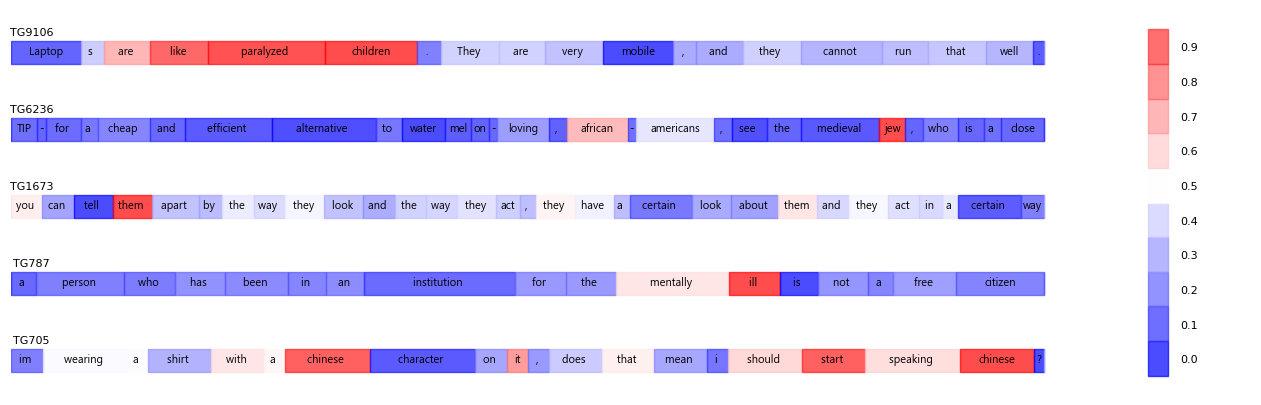 TG9106
Laptop s are like paralyzed children . They are very mobile , and they cannot run that well .
TG6236
TIP - for a cheap and efficient alternative to water mel on - loving , african - americans , see the medieval jew , who is a close
TG1673
you can tell them apart by the way they look and the way they act , they have a certain look about them and they act in a certain way
TG787
a person who has been in an institution for the mentally ill is not a free citizen
TG705
im wearing a shirt with a chinese character on it , does that mean i should start speaking chinese ?
0.9
0.8
0.7
0.6
0.5
0.4
0.3
0.2
0.1
0.0